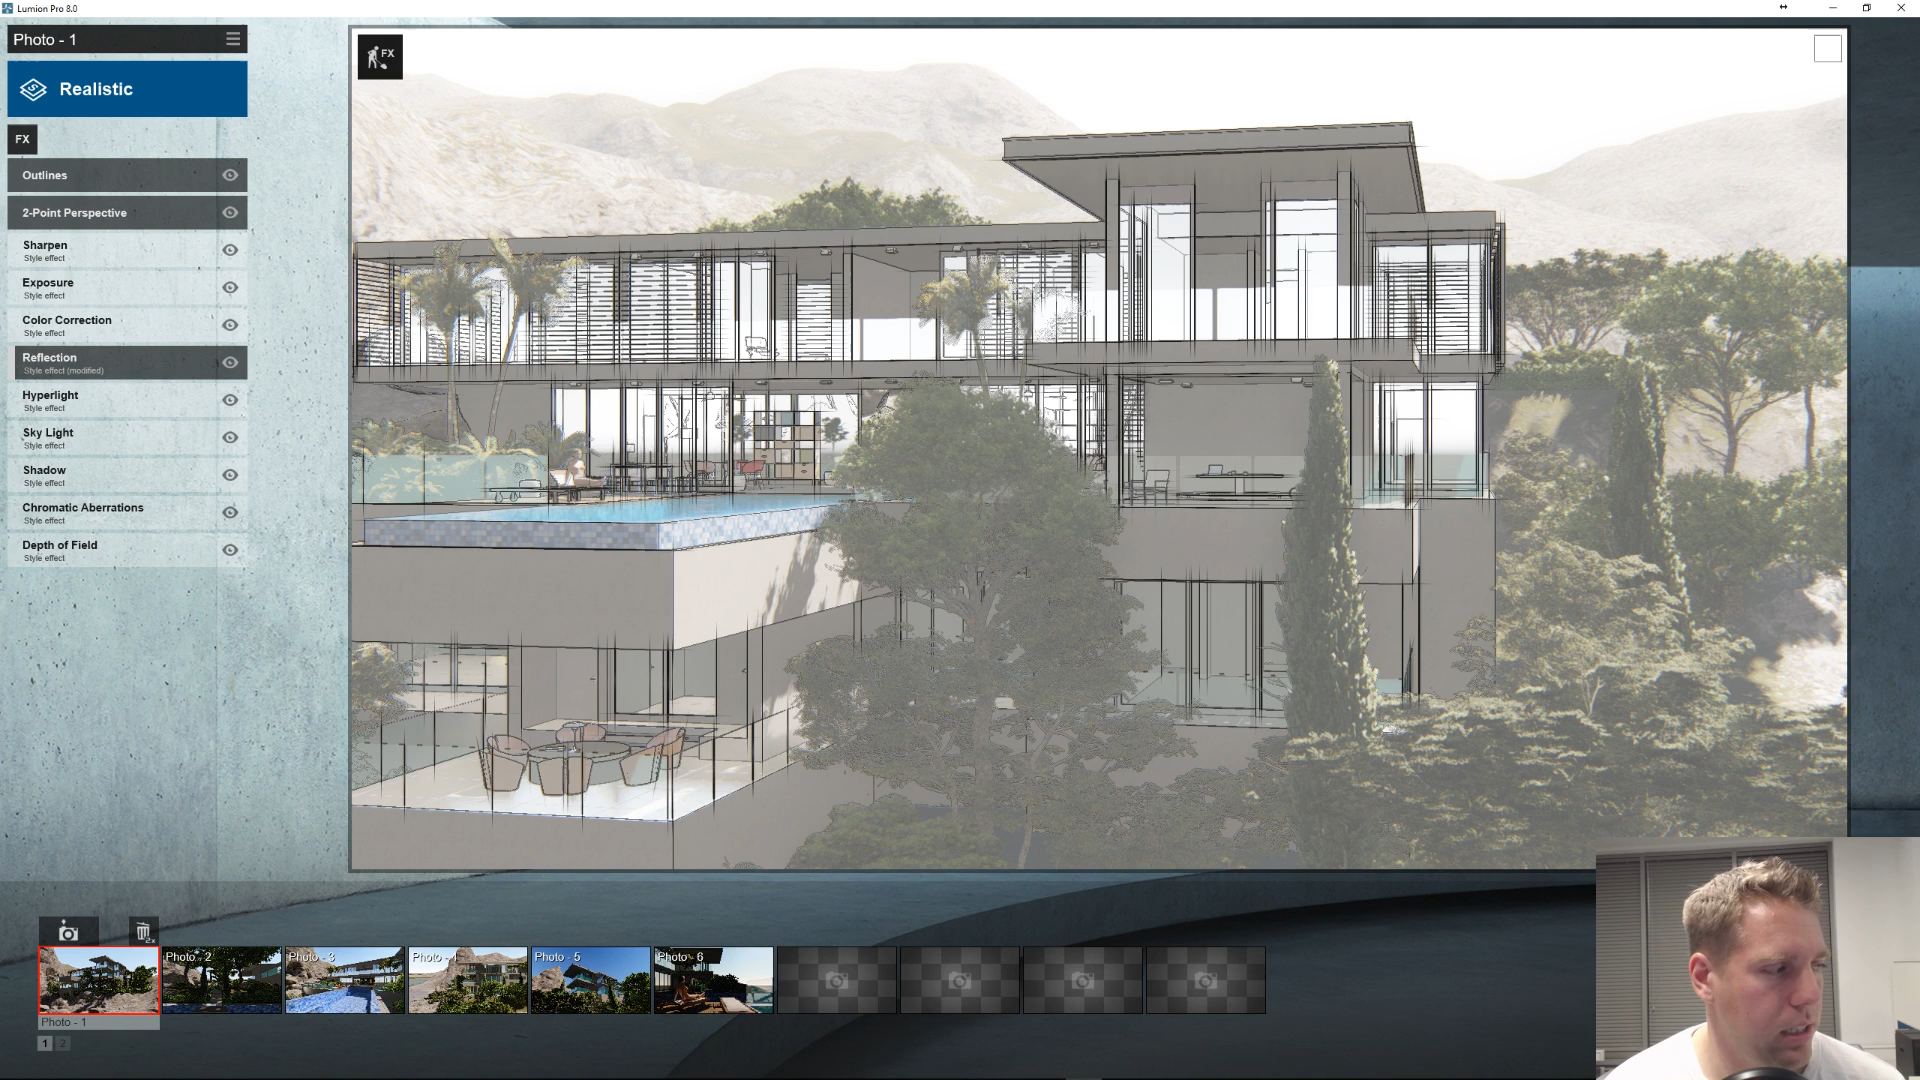 Lumion Pro 8.0
Photo - 1
Realistic
FX
Outlines
2-Point Perspective
Sharpen
Style effect
Exposure
Style effect
Color Correction
Style effect
Reflection
Style effect (modified)
Hyperlight
Style effect
Sky Light
Style effect
Shadow
Style effect
Chromatic Aberrations
Style effect
Depth of Field
Style effect
FX
2x
Photo - 2
Photo - 3
Photo - 4
Photo - 5
Photo - 6
Photo - 1
1 2